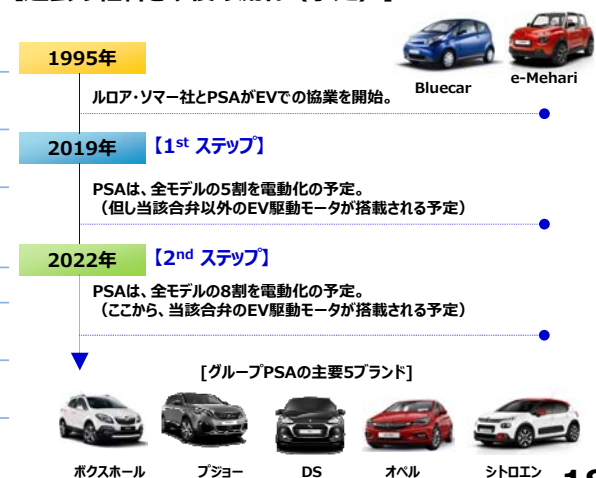 Bluecar
e-Mehari
1995年
ルロア・ソマー社とPSAがEVでの協業を開始。
2019年 【1st ステップ】
PSAは、全モデルの5割を電動化の予定。
（但し当該合弁以外のEV駆動モータが搭載される予定）
2022年 【2nd ステップ】
PSAは、全モデルの8割を電動化の予定。
（ここから、当該合弁のEV駆動モータが搭載される予定）
[グループPSAの主要5ブランド]
ボクスホール プジョー DS オペル シトロエン